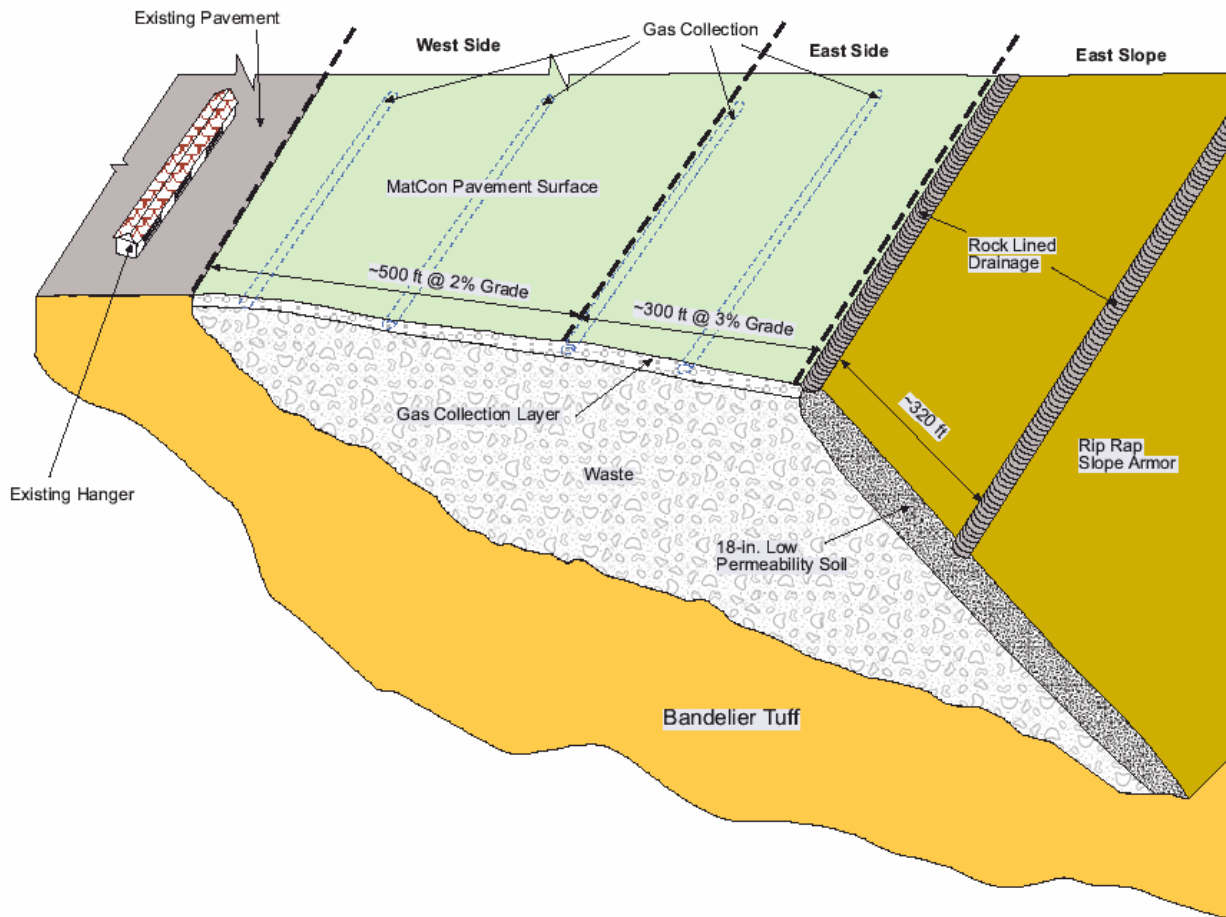 Existing Pavement
West Side
Gas Collection
East Side
East Slope
MatCon Pavement Surface
Rock Lined
Drainage
~500 ft @ 2% Grade
~300 ft @ 3% Grade
Gas Collection Layer
~320 ft
Rip Rap
Slope Armor
Waste
Existing Hanger
18-in. Low
Permeability Soil
Bandelier Tuff